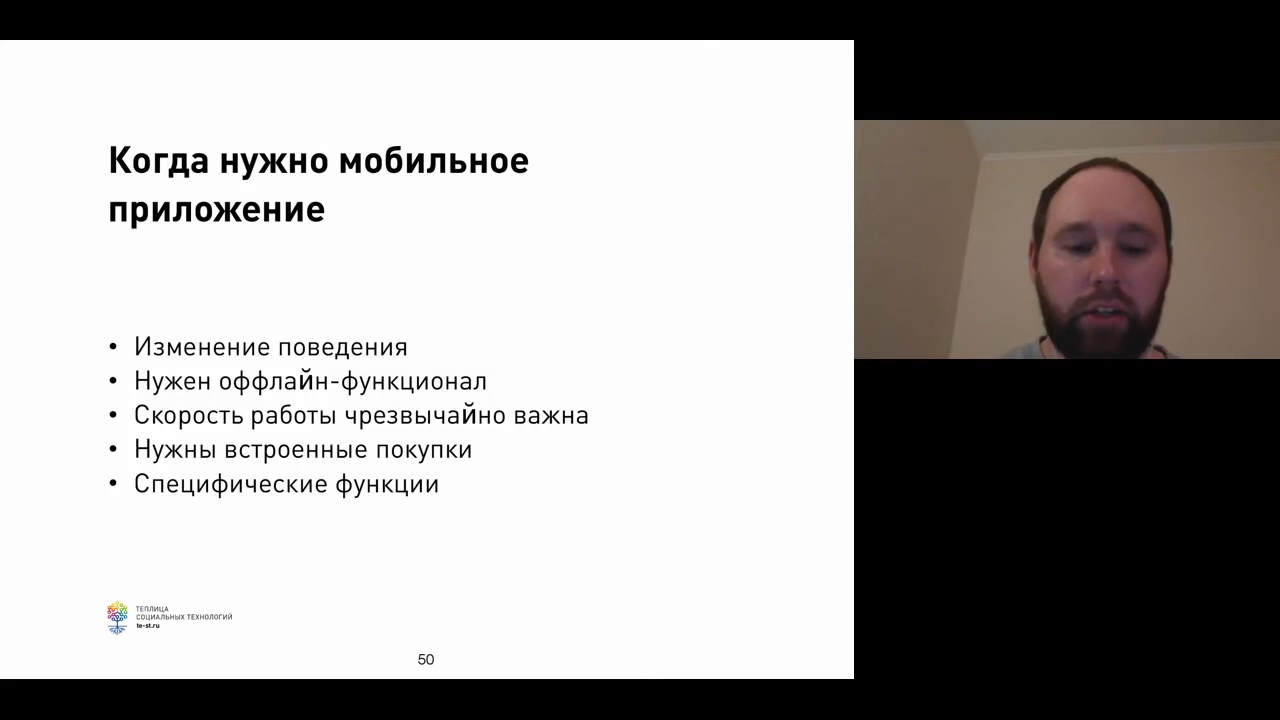 Когда нужно мобильное
приложение
• Изменение поведения
• Нужен оффлайн-функционал
• Скорость работы чрезвычайно важна
• Нужны встроенные покупки
• Специфические функции
ТЕПЛИЦА
СОЦИАЛЬНЫХ ТЕХНОЛОГИЙ
te-st.ru
50